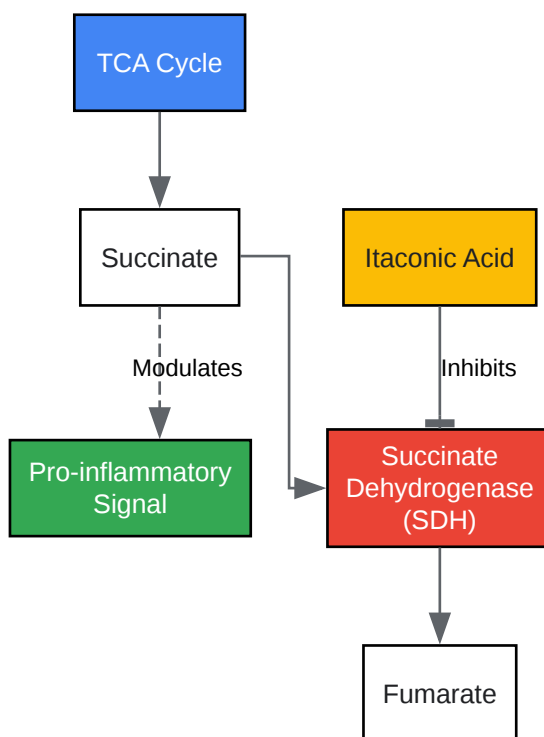 TCA Cycle
Succinate
Itaconic Acid
Modulates
Inhibits
Pro-inflammatory
Signal
Succinate
Dehydrogenase
(SDH)
Fumarate